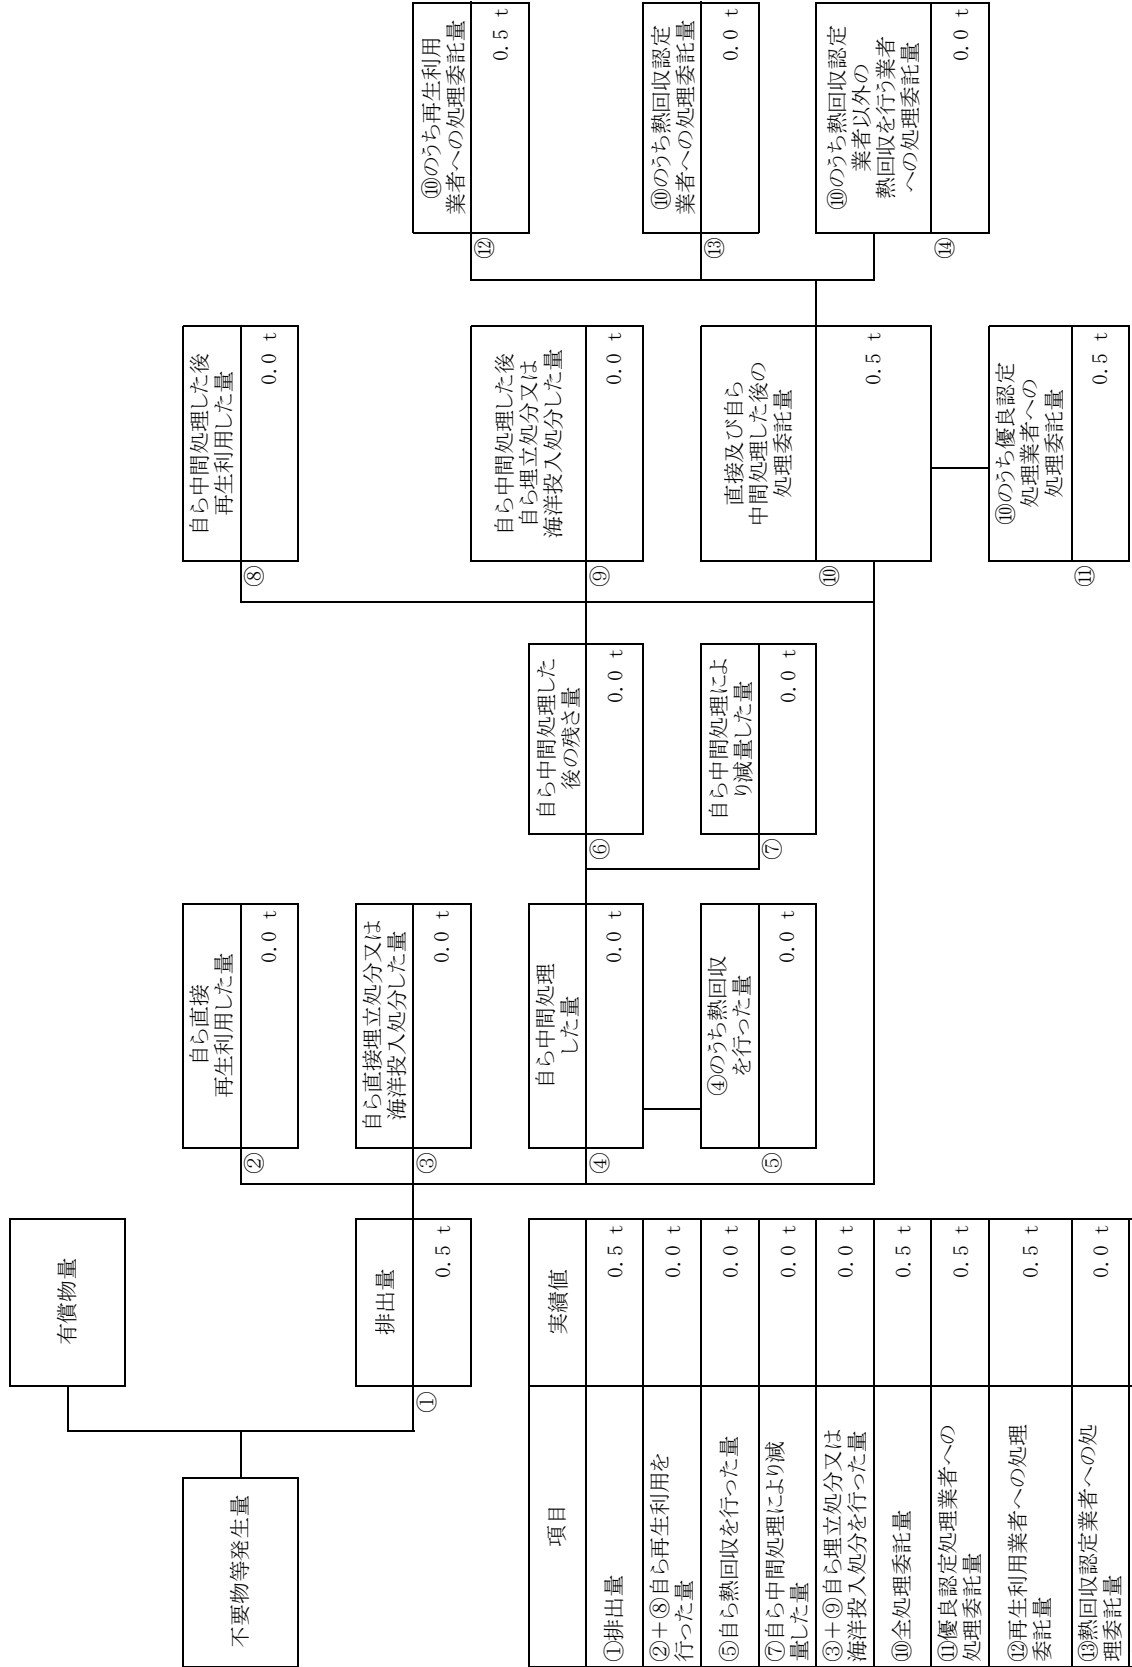 不要物等発生量
有償物量
排出量
①
0.5 t
自ら直接
再生利用した量
②
0.0 t
自ら直接埋立処分又は
海洋投入処分した量
③
0.0 t
自ら中間処理
した量
④
0.0 t
④のうち熱回収
を行った量
⑤
0.0 t
自ら中間処理した
後の残さ量
⑥
0.0 t
自ら中間処理によ
り減量した量
⑦
0.0 t
自ら中間処理した後
再生利用した量
⑧
0.0 t
自ら中間処理した後
自ら埋立処分又は
海洋投入処分した量
⑨
0.0 t
直接及び自ら
中間処理した後の
処理委託量
⑩
0.5 t
⑩のうち優良認定
処理業者への
処理委託量
⑪
0.5 t
⑩のうち再生利用
業者への処理委託量
⑫
0.5 t
⑩のうち熱回収認定
業者への処理委託量
⑬
0.0 t
⑩のうち熱回収認定
業者以外の
熱回収を行う業者
への処理委託量
⑭
0.0 t
項目
実績値
①排出量
0.5 t
②＋⑧自ら再生利用を
行った量
0.0 t
⑤自ら熱回収を行った量
0.0 t
⑦自ら中間処理により減
量した量
0.0 t
③＋⑨自ら埋立処分又は
海洋投入処分を行った量
0.0 t
⑩全処理委託量
0.5 t
⑪優良認定処理業者への
処理委託量
0.5 t
⑫再生利用業者への処理
委託量
0.5 t
⑬熱回収認定業者への処
理委託量
0.0 t